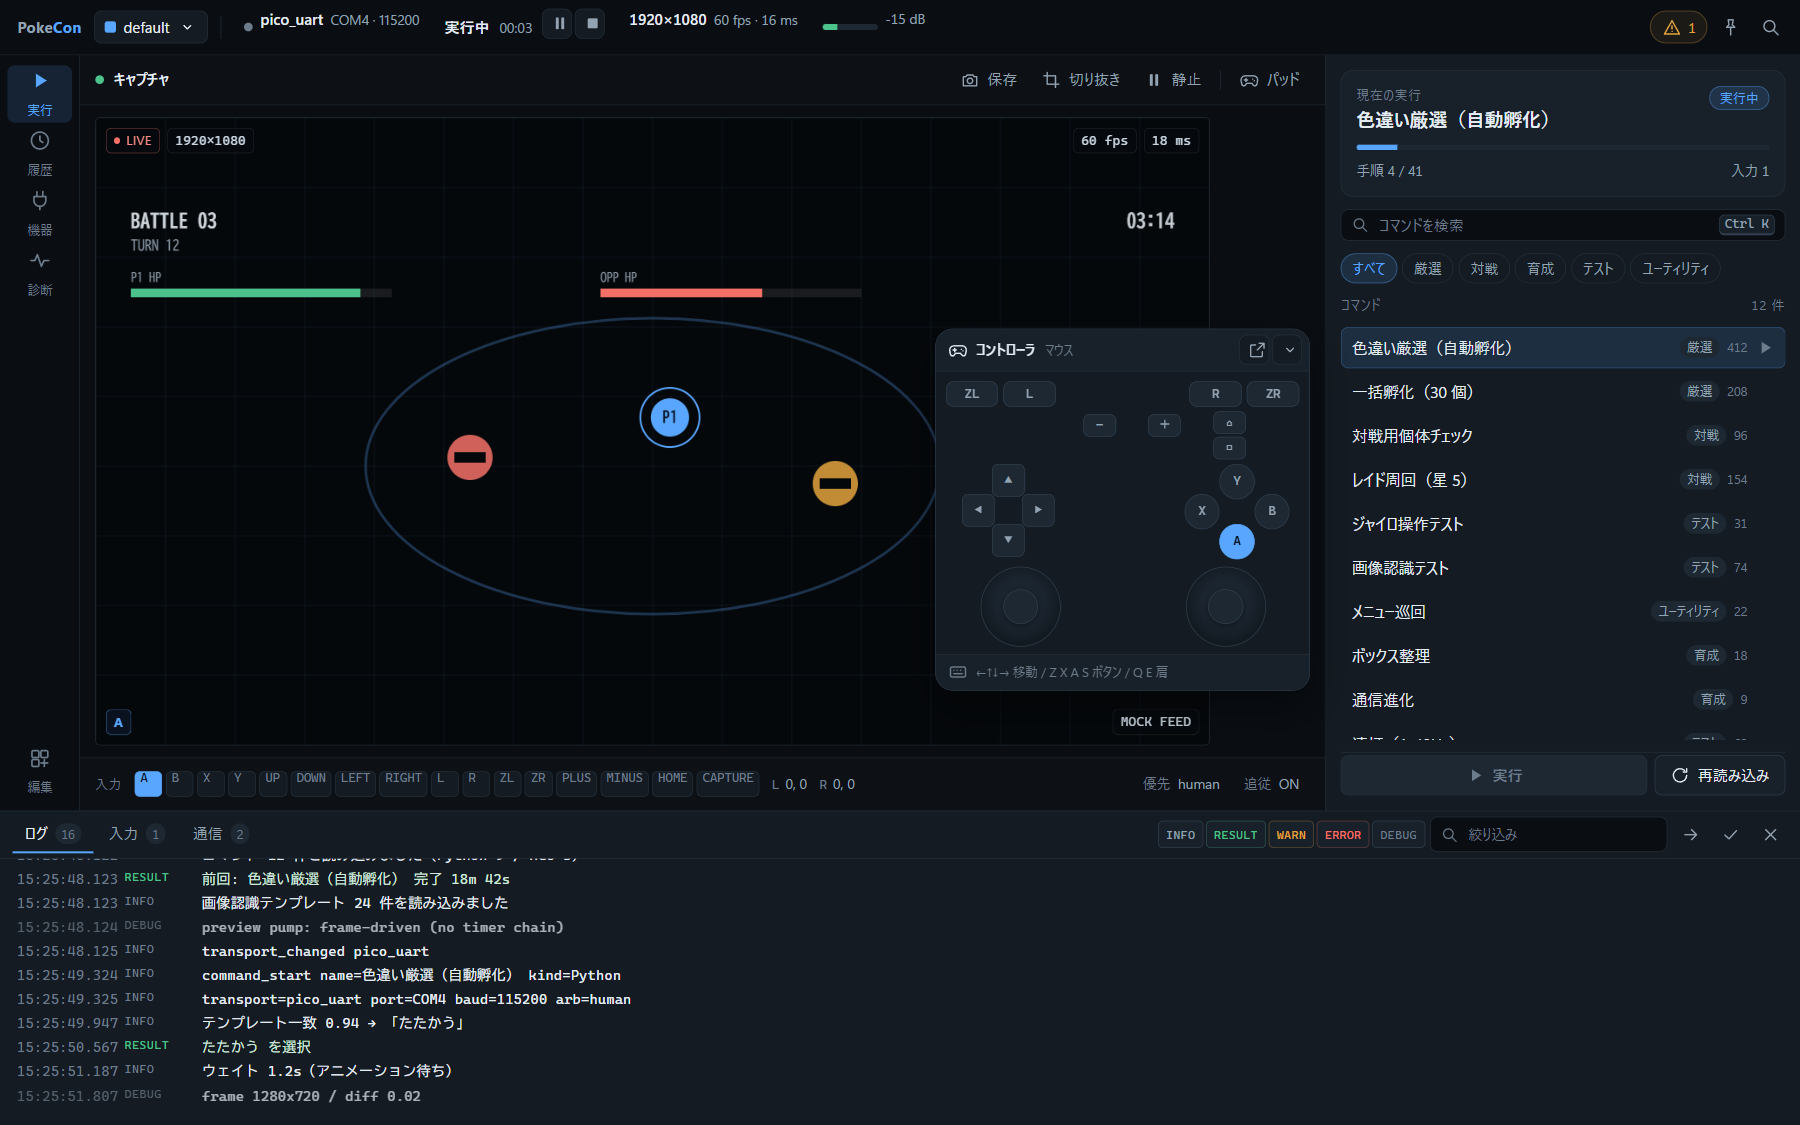 PokeCon default pico_uart COM4 · 115200 実行中 00:03 1920×1080 60 fps · 16 ms -15 dB 1
実行
履歴
機器
診断
編集
キャプチャ 保存 切り抜き 静止 パッド
LIVE 1920×1080 60 fps 18 ms
BATTLE 03 03:14
TURN 12
P1 HP OPP HP
P1
A MOCK FEED
コントローラ マウス
ZL L R ZR
− +
Y
X B
A
←↑↓→ 移動 / Z X A S ボタン / Q E 肩
入力 A B X Y UP DOWN LEFT RIGHT L R ZL ZR PLUS MINUS HOME CAPTURE L 0, 0 R 0, 0 優先 human 追従 ON
現在の実行 実行中
色違い厳選（自動孵化）
手順 4 / 41 入力 1
コマンドを検索 Ctrl K
すべて 厳選 対戦 育成 テスト ユーティリティ
コマンド 12 件
色違い厳選（自動孵化） 厳選 412
一括孵化（30 個） 厳選 208
対戦用個体チェック 対戦 96
レイド周回（星 5） 対戦 154
ジャイロ操作テスト テスト 31
画像認識テスト テスト 74
メニュー巡回 ユーティリティ 22
ボックス整理 育成 18
通信進化 育成 9
実行 再読み込み
ログ 16 入力 1 通信 2 INFO RESULT WARN ERROR DEBUG 絞り込み
15:25:48.123 RESULT 前回: 色違い厳選（自動孵化） 完了 18m 42s
15:25:48.123 INFO 画像認識テンプレート 24 件を読み込みました
15:25:48.124 DEBUG preview pump: frame-driven (no timer chain)
15:25:48.125 INFO transport_changed pico_uart
15:25:49.324 INFO command_start name=色違い厳選（自動孵化） kind=Python
15:25:49.325 INFO transport=pico_uart port=COM4 baud=115200 arb=human
15:25:49.947 INFO テンプレート一致 0.94 → 「たたかう」
15:25:50.567 RESULT たたかう を選択
15:25:51.187 INFO ウェイト 1.2s（アニメーション待ち）
15:25:51.807 DEBUG frame 1280x720 / diff 0.02